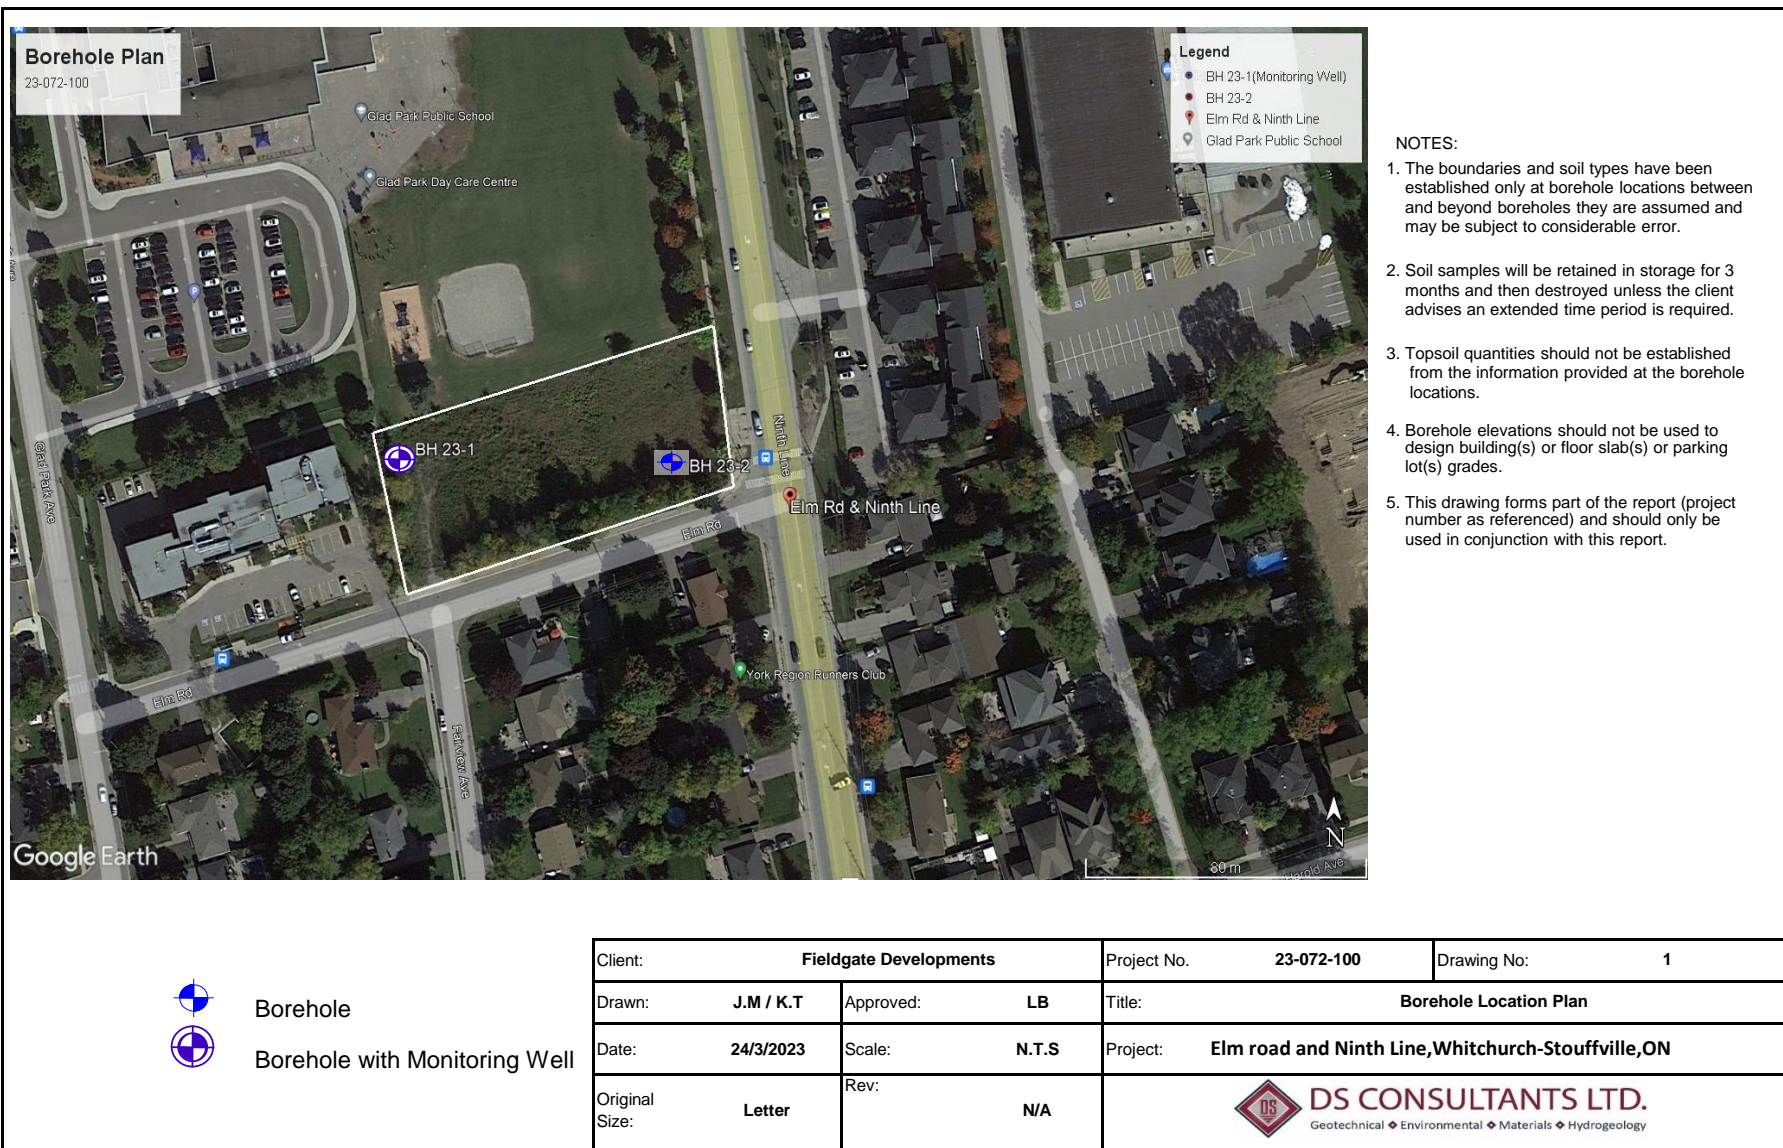 Borehole Plan
23-072-100
Legend
BH 23-1(Monitoring Well)
BH 23-2
Elm Rd & Ninth Line
Glad Park Public School
Glad Park Public School
Glad Park Day Care Centre
P
Glad Park Ave
BH 23-1
BH 23-2
Ninth Line
Elm Rd & Ninth Line
Elm Rd
Elm Rd
Fairview Ave
York Region Runners Club
Google Earth
N
80 m
Harold Ave
NOTES:
1. The boundaries and soil types have been
established only at borehole locations between
and beyond boreholes they are assumed and
may be subject to considerable error.
2. Soil samples will be retained in storage for 3
months and then destroyed unless the client
advises an extended time period is required.
3. Topsoil quantities should not be established
from the information provided at the borehole
locations.
4. Borehole elevations should not be used to
design building(s) or floor slab(s) or parking
lot(s) grades.
5. This drawing forms part of the report (project
number as referenced) and should only be
used in conjunction with this report.
Borehole
Borehole with Monitoring Well
Client: Fieldgate Developments Project No. 23-072-100 Drawing No: 1
Drawn: J.M / K.T Approved: LB Title: Borehole Location Plan
Date: 24/3/2023 Scale: N.T.S Project: Elm road and Ninth Line,Whitchurch-Stouffville,ON
Original
Size: Letter Rev: N/A
DS
DS CONSULTANTS LTD.
Geotechnical ❖ Environmental ❖ Materials ❖ Hydrogeology